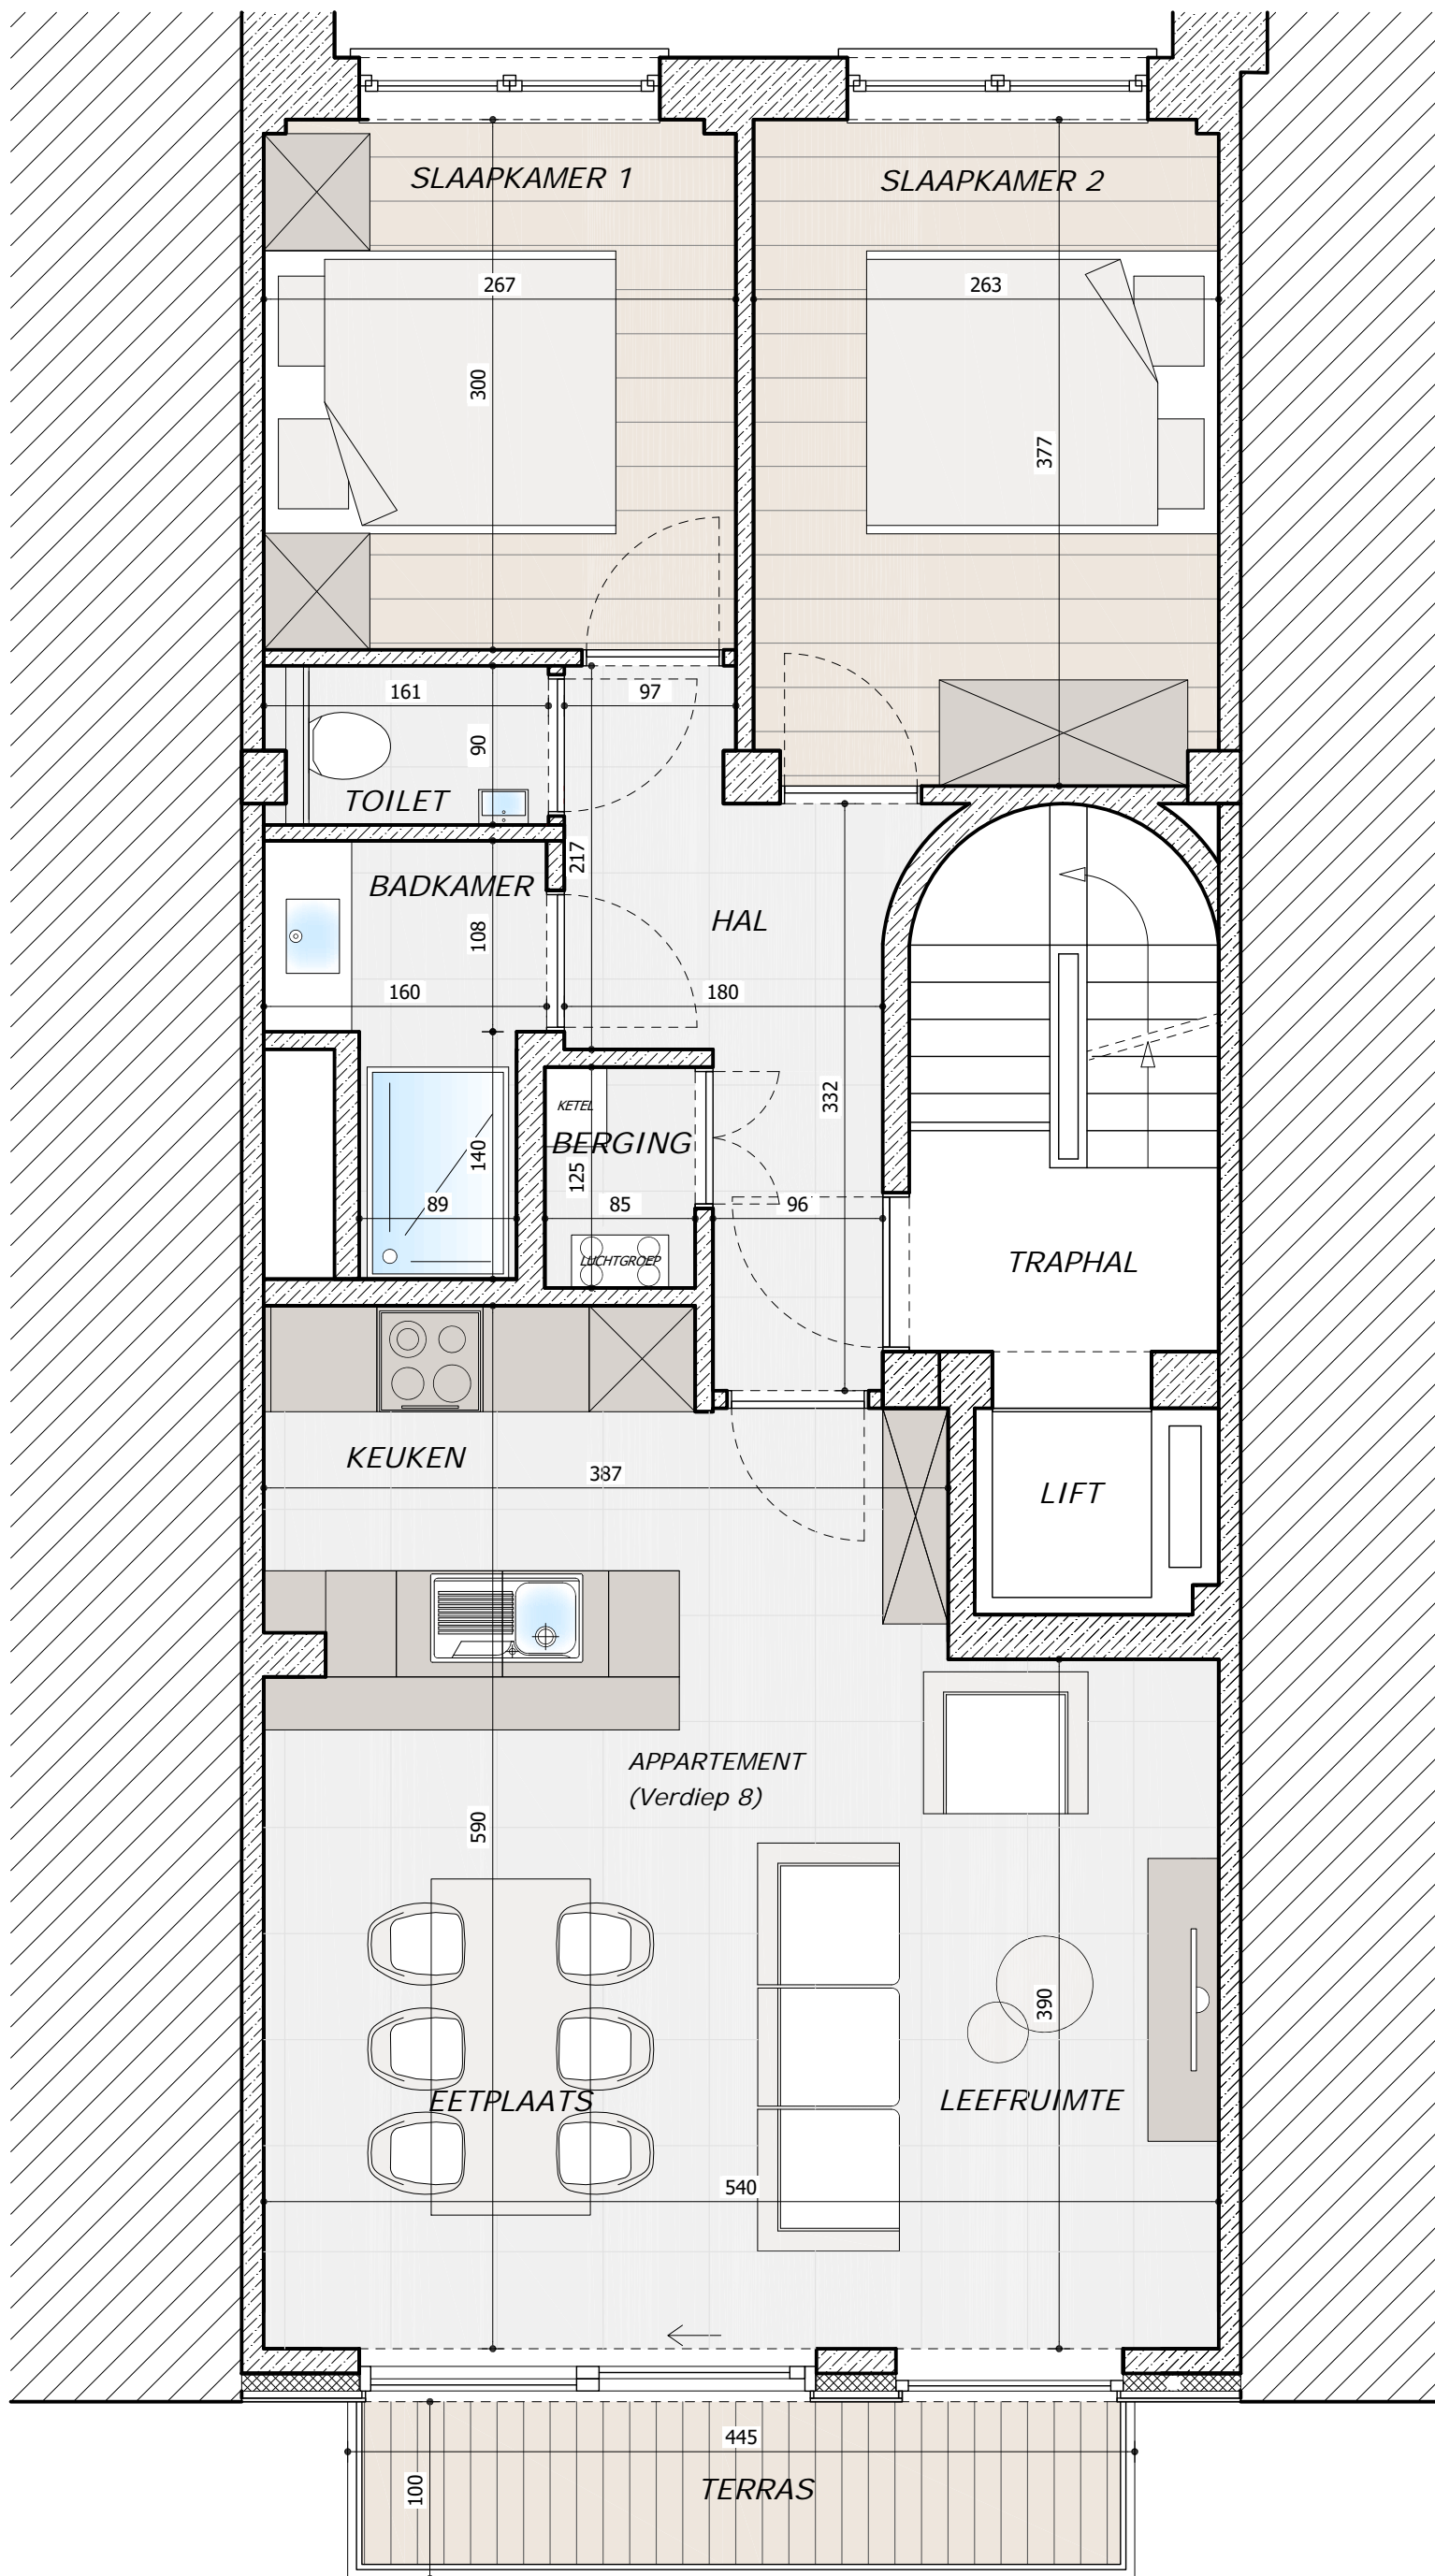 SLAAPKAMER 1
SLAAPKAMER 2
267
263
300
377
161
97
90
TOILET
217
BADKAMER
108
HAL
160
180
KETEL
332
BERGING
140
125
89
85
96
LUCHTGROEP
TRAPHAL
KEUKEN
387
LIFT
APPARTEMENT
(Verdiep 8)
590
390
EETPLAATS
LEEFRUIMTE
540
445
100
TERRAS